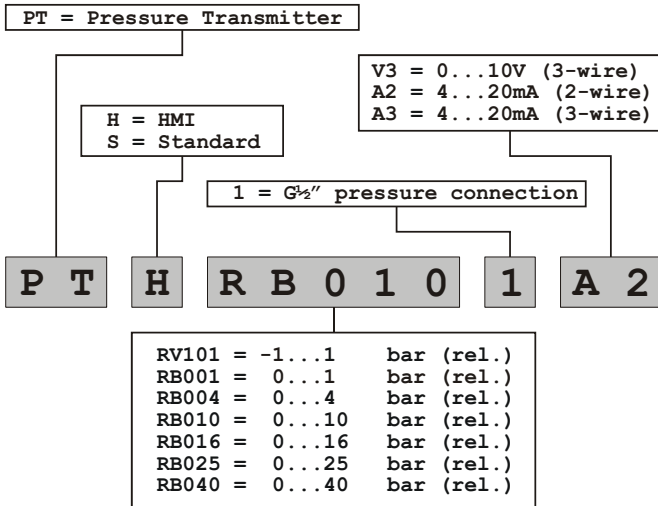 PT = Pressure Transmitter
V3 = 0...10V (3-wire)
A2 = 4...20mA (2-wire)
A3 = 4...20mA (3-wire)
H = HMI
S = Standard
1 = G½″ pressure connection
P T H R B 0 1 0 1 A 2
RV101 = -1...1 bar (rel.)
RB001 = 0...1 bar (rel.)
RB004 = 0...4 bar (rel.)
RB010 = 0...10 bar (rel.)
RB016 = 0...16 bar (rel.)
RB025 = 0...25 bar (rel.)
RB040 = 0...40 bar (rel.)